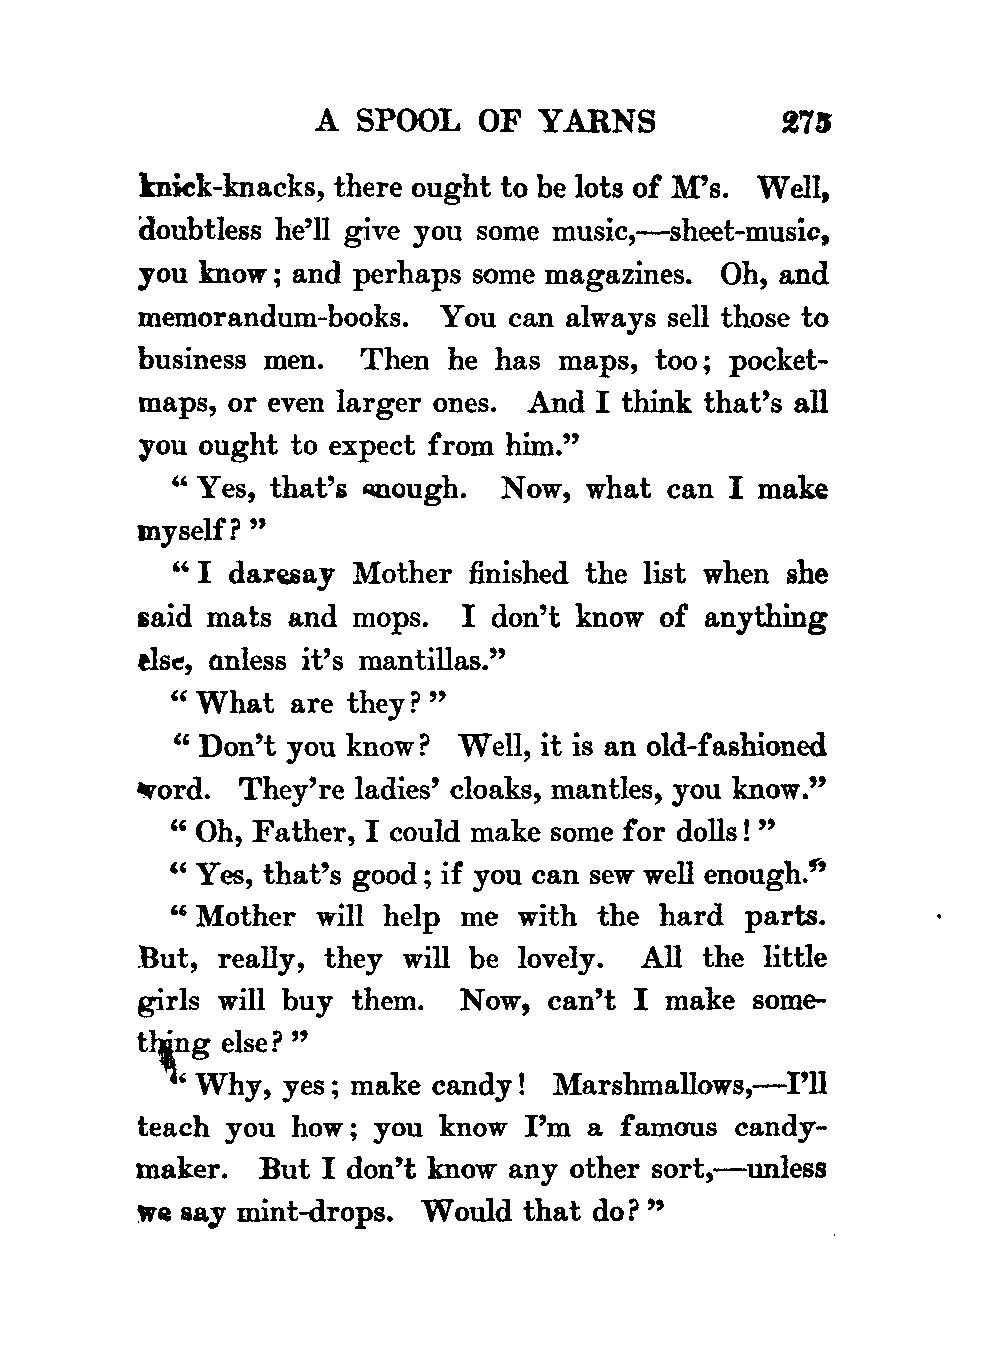 A SPOOL OF YARNS 275
knick-knacks, there ought to be lots of M's. Well,
doubtless he'll give you some music,—sheet-music,
you know; and perhaps some magazines. Oh, and
memorandum-books. You can always sell those to
business men. Then he has maps, too; pocket-
maps, or even larger ones. And I think that's all
you ought to expect from him."
"Yes, that's enough. Now, what can I make
myself?"
"I daresay Mother finished the list when she
said mats and mops. I don't know of anything
else, unless it's mantillas."
"What are they?"
"Don't you know? Well, it is an old-fashioned
word. They're ladies' cloaks, mantles, you know."
"Oh, Father, I could make some for dolls!"
"Yes, that's good; if you can sew well enough."
"Mother will help me with the hard parts.
But, really, they will be lovely. All the little
girls will buy them. Now, can't I make some-
thing else?"
"Why, yes; make candy! Marshmallows,—I'll
teach you how; you know I'm a famous candy-
maker. But I don't know any other sort,—unless
we say mint-drops. Would that do?"